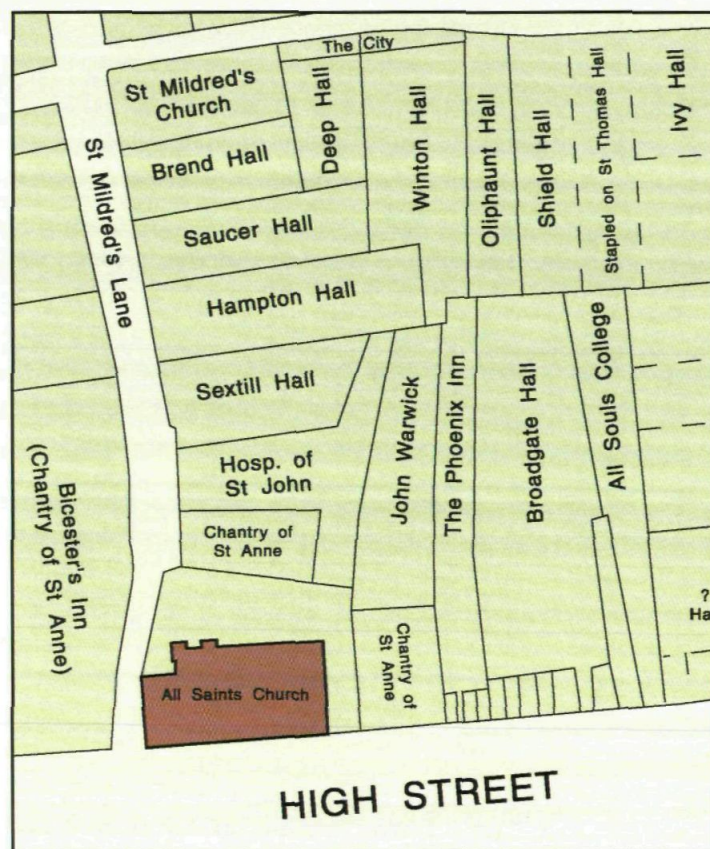 The City
St Mildred's
Church
Deep Hall
Winton Hall
Oliphaunt Hall
Shield Hall
Stapled on St Thomas Hall
Ivy Hall
Brend Hall
St Mildred's Lane
Saucer Hall
Hampton Hall
Sextill Hall
John Warwick
The Phoenix Inn
Broadgate Hall
All Souls College
Hosp. of
St John
Bicester's Inn
(Chantry of St Anne)
Chantry of
St Anne
?
Ha
Chantry of
St Anne
All Saints Church
HIGH STREET